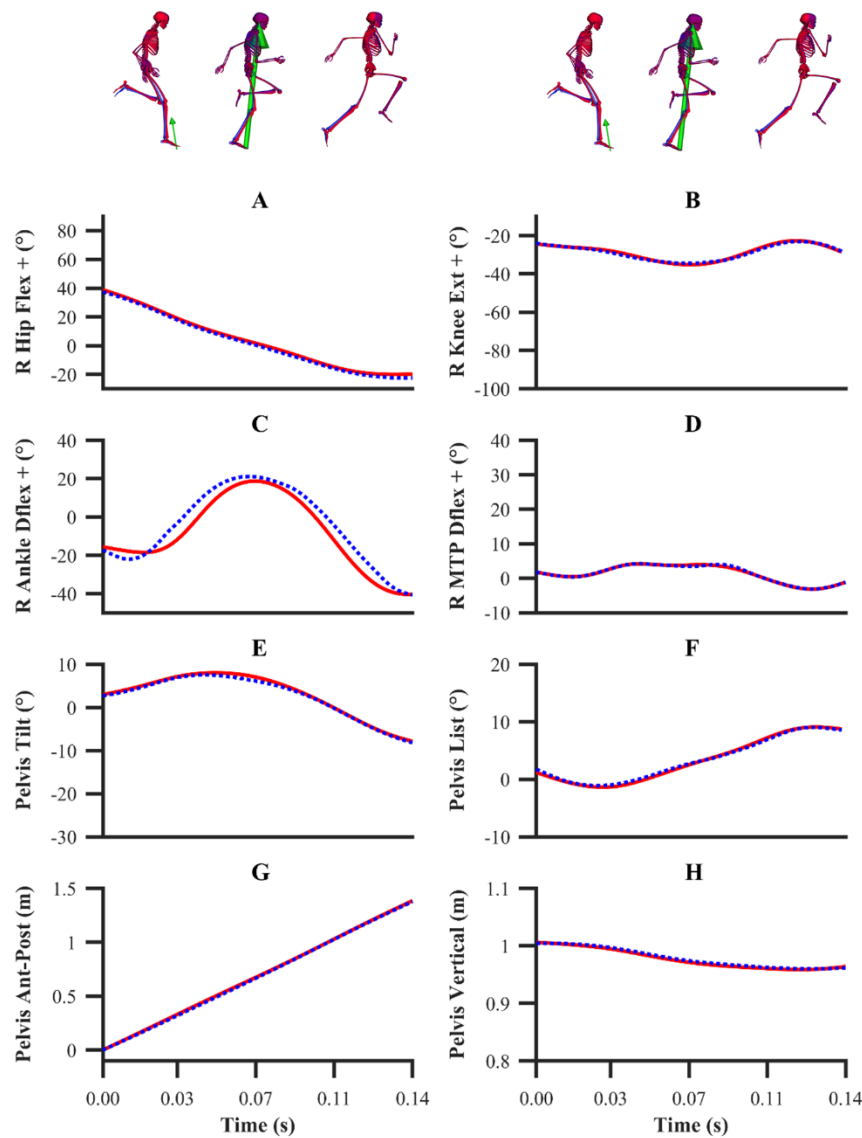 A
B
R Hip Flex + (°)
80
60
40
20
0
-20
R Knee Ext + (°)
-20
-40
-60
-80
-100
C
D
R Ankle Dflex + (°)
40
20
0
-20
-40
R MTP Dflex + (°)
40
30
20
10
0
-10
E
F
Pelvis Tilt (°)
10
0
-10
-20
-30
Pelvis List (°)
20
10
0
-10
G
H
Pelvis Ant-Post (m)
1.5
1
0.5
0
Pelvis Vertical (m)
1.1
1
0.9
0.8
0.00 0.03 0.07 0.11 0.14
Time (s)
0.00 0.03 0.07 0.11 0.14
Time (s)